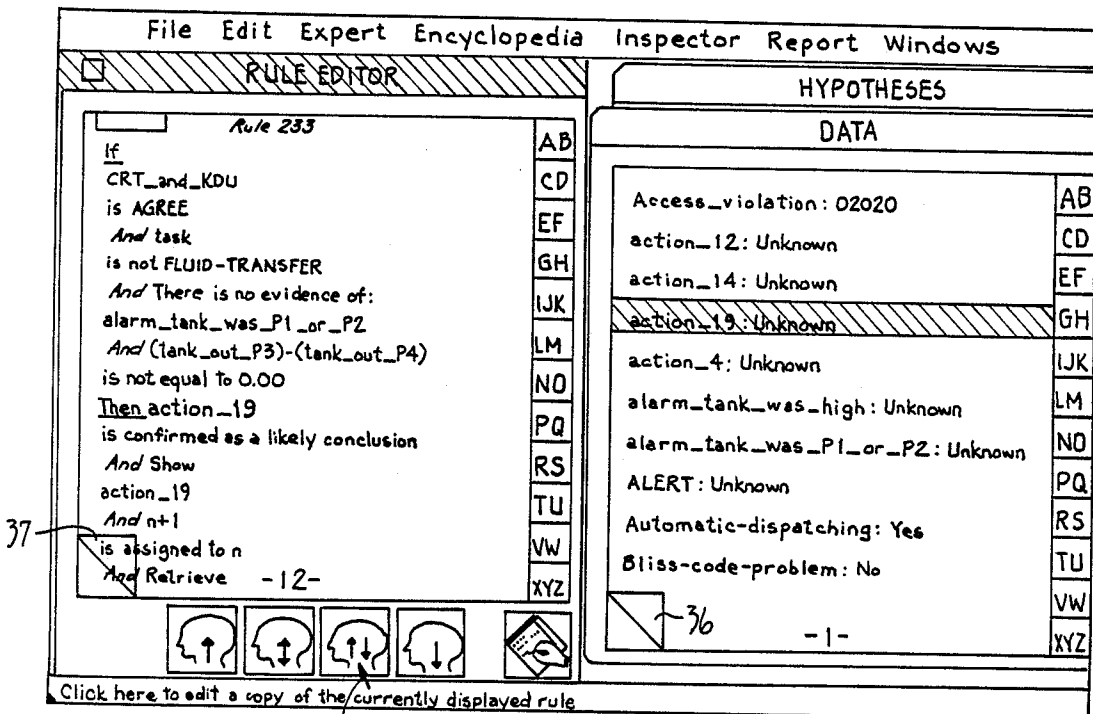 File Edit Expert Encyclopedia Inspector Report Windows
RULE EDITOR
Rule 233
If
CRT_and_KDU
is AGREE
And task
is not FLUID-TRANSFER
And There is no evidence of:
alarm_tank_was_P1_or_P2
And (tank_out_P3)-(tank_out_P4)
is not equal to 0.00
Then action_19
is confirmed as a likely conclusion
And Show
action_19
And n+1
is assigned to n
And Retrieve -12-
AB
CD
EF
GH
IJK
LM
NO
PQ
RS
TU
VW
XYZ
37
Click here to edit a copy of the currently displayed rule
HYPOTHESES
DATA
Access_violation: 02020
action_12: Unknown
action_14: Unknown
action_19: Unknown
action_4: Unknown
alarm_tank_was_high: Unknown
alarm_tank_was_P1_or_P2: Unknown
ALERT: Unknown
Automatic-dispatching: Yes
Bliss-code-problem: No
36
-1-
AB
CD
EF
GH
IJK
LM
NO
PQ
RS
TU
VW
XYZ